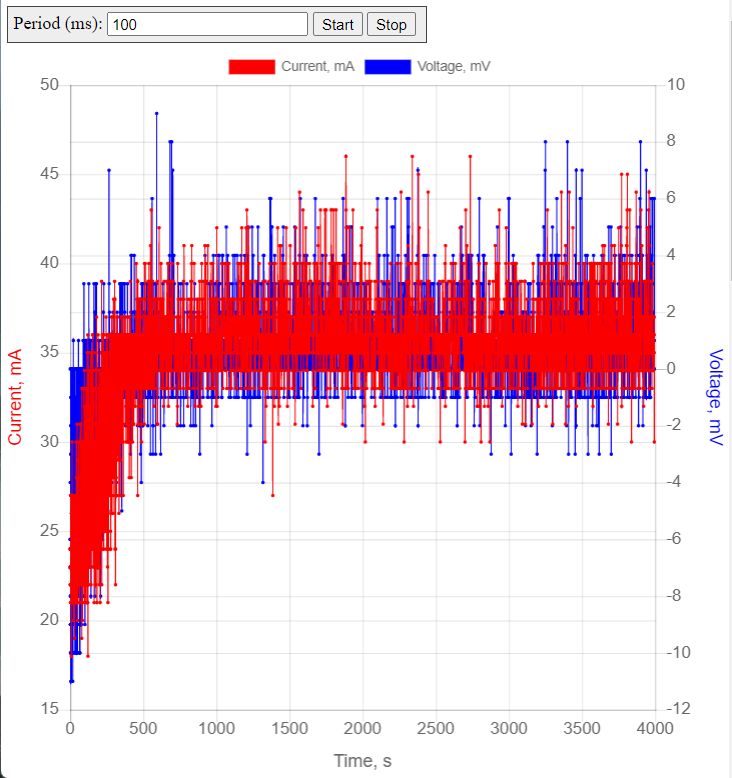 Period (ms): 100 Start Stop
Current, mA Voltage, mV
50 10
45 8
6
40 4
2
35 0
30 -2
-4
25 -6
20 -8
-10
15 -12
Current, mA
Voltage, mV
0 500 1000 1500 2000 2500 3000 3500 4000
Time, s